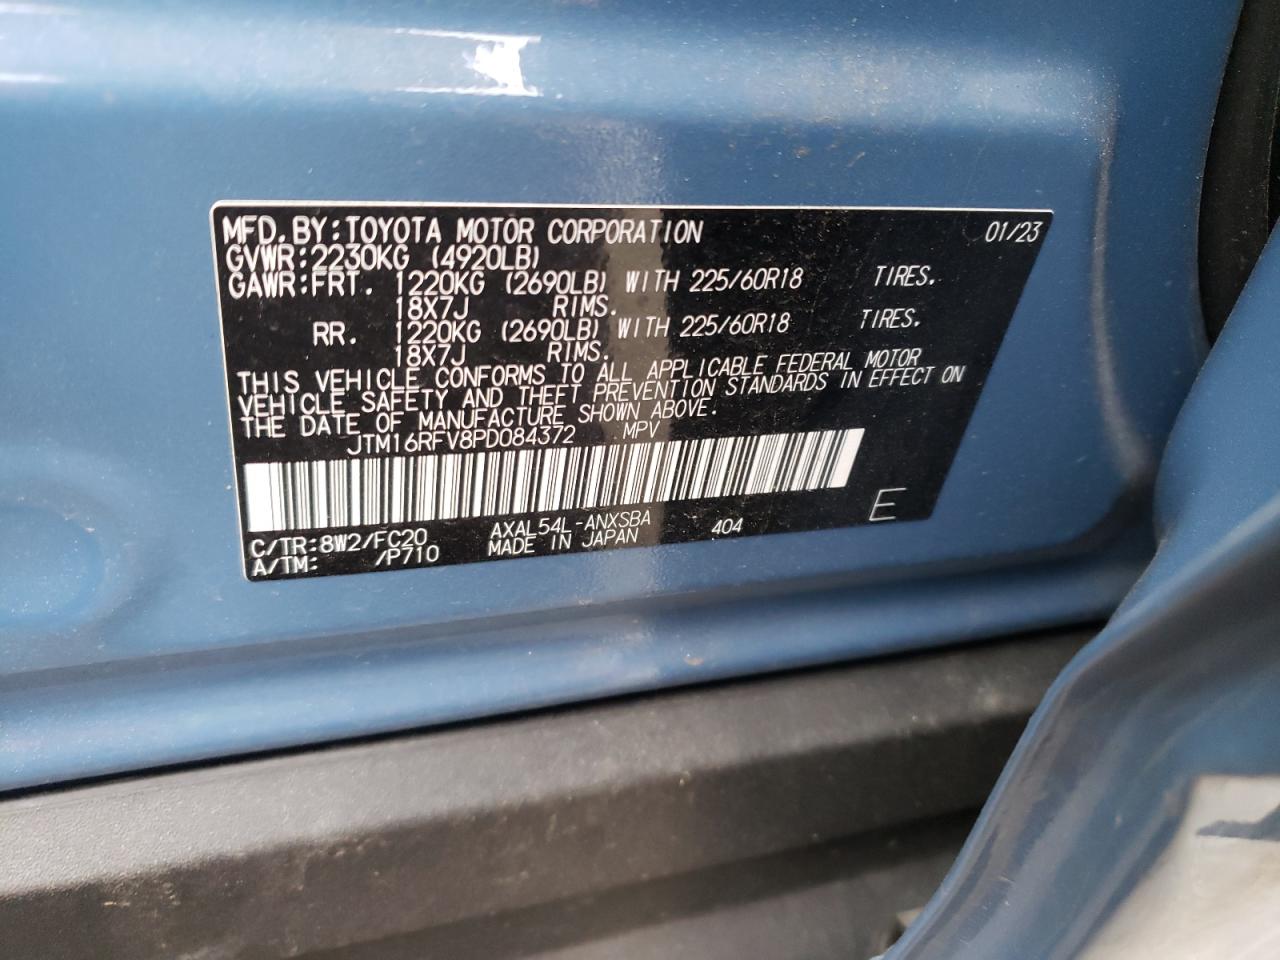 MFD. BY: TOYOTA MOTOR CORPORATION 01/23
GVWR: 2230KG (4920LB)
GAWR: FRT. 1220KG (2690LB) WITH 225/60R18 TIRES.
18X7J RIMS.
RR. 1220KG (2690LB) WITH 225/60R18 TIRES.
18X7J RIMS.
THIS VEHICLE CONFORMS TO ALL APPLICABLE FEDERAL MOTOR
VEHICLE SAFETY AND THEFT PREVENTION STANDARDS IN EFFECT ON
THE DATE OF MANUFACTURE SHOWN ABOVE.
JTM16RFV8PD084372 MPV
C/TR: 8W2/FC20 AXAL54L-ANXSBA 404 E
A/TM: /P710 MADE IN JAPAN